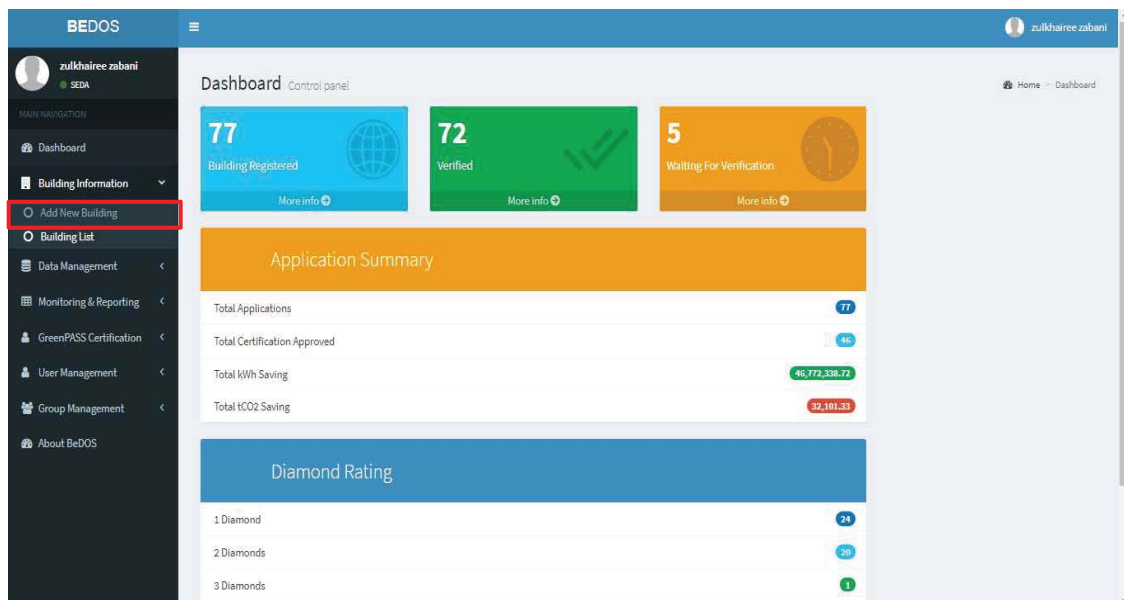 BEDOS
zulkhairee zabani
zulkhairee zabani
SEDA
MAIN NAVIGATION
Dashboard
Building Information
Add New Building
Building List
Data Management
Monitoring & Reporting
GreenPASS Certification
User Management
Group Management
About BeDOS
Dashboard Control panel
Home > Dashboard
77
Building Registered
More info
72
Verified
More info
5
Waiting For Verification
More info
Application Summary
Total Applications 77
Total Certification Approved 46
Total kWh Saving 46,772,338.72
Total tCO2 Saving 32,101.33
Diamond Rating
1 Diamond 24
2 Diamonds 20
3 Diamonds 1